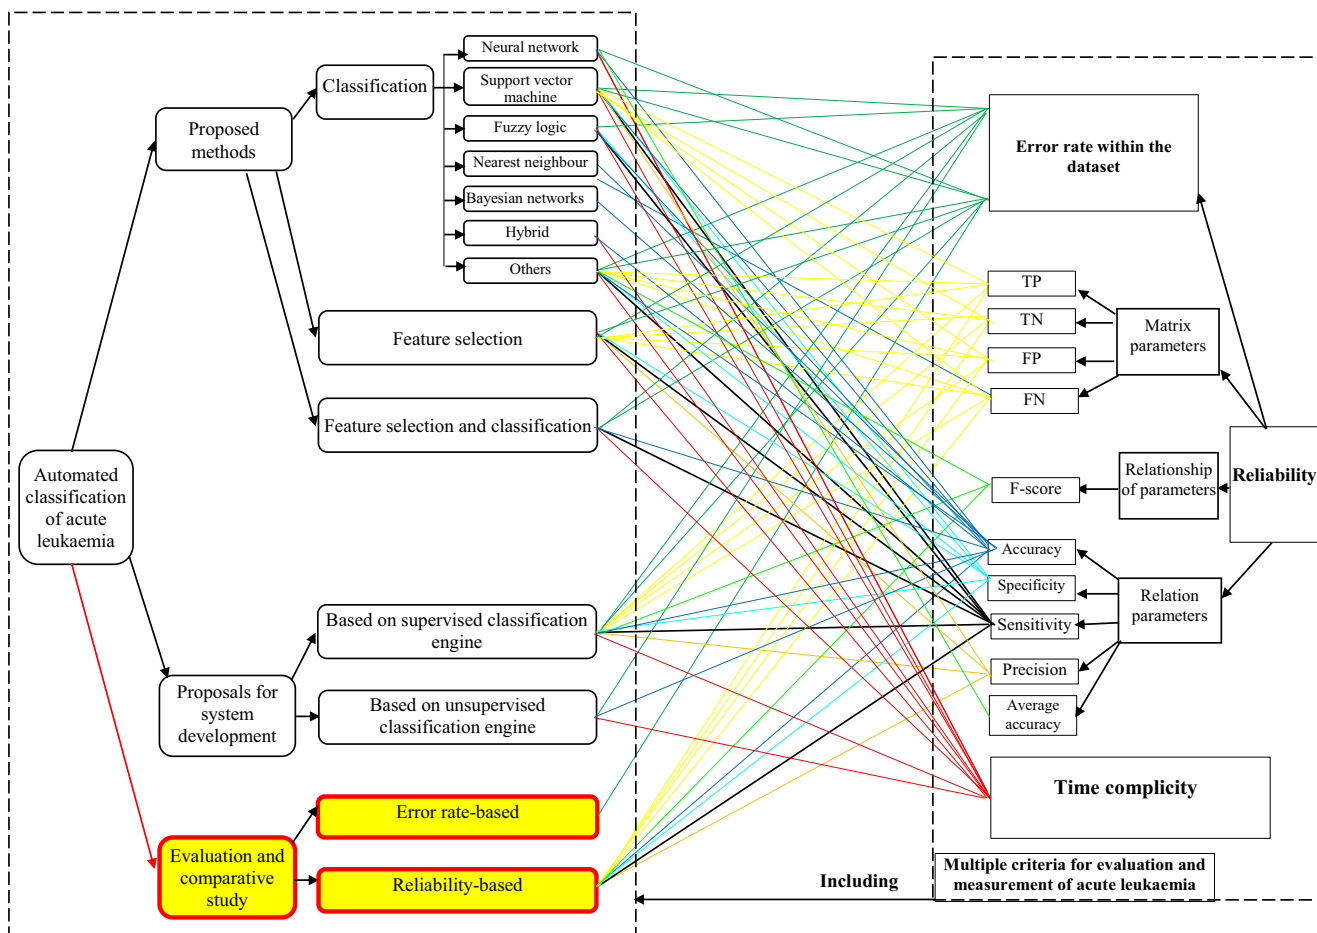 Neural network
Support vector
machine
Fuzzy logic
Nearest neighbour
Bayesian networks
Hybrid
Others
Classification
Proposed
methods
Feature selection
Feature selection and classification
Automated
classification
of acute
leukaemia
Based on supervised classification
engine
Proposals for
system
development
Based on unsupervised
classification engine
Error rate-based
Evaluation and
comparative
study
Reliability-based
Including
Error rate within the
dataset
TP
TN
FP
FN
Matrix
parameters
F-score
Relationship
of parameters
Reliability
Accuracy
Specificity
Sensitivity
Precision
Average
accuracy
Relation
parameters
Time complicity
Multiple criteria for evaluation and
measurement of acute leukaemia